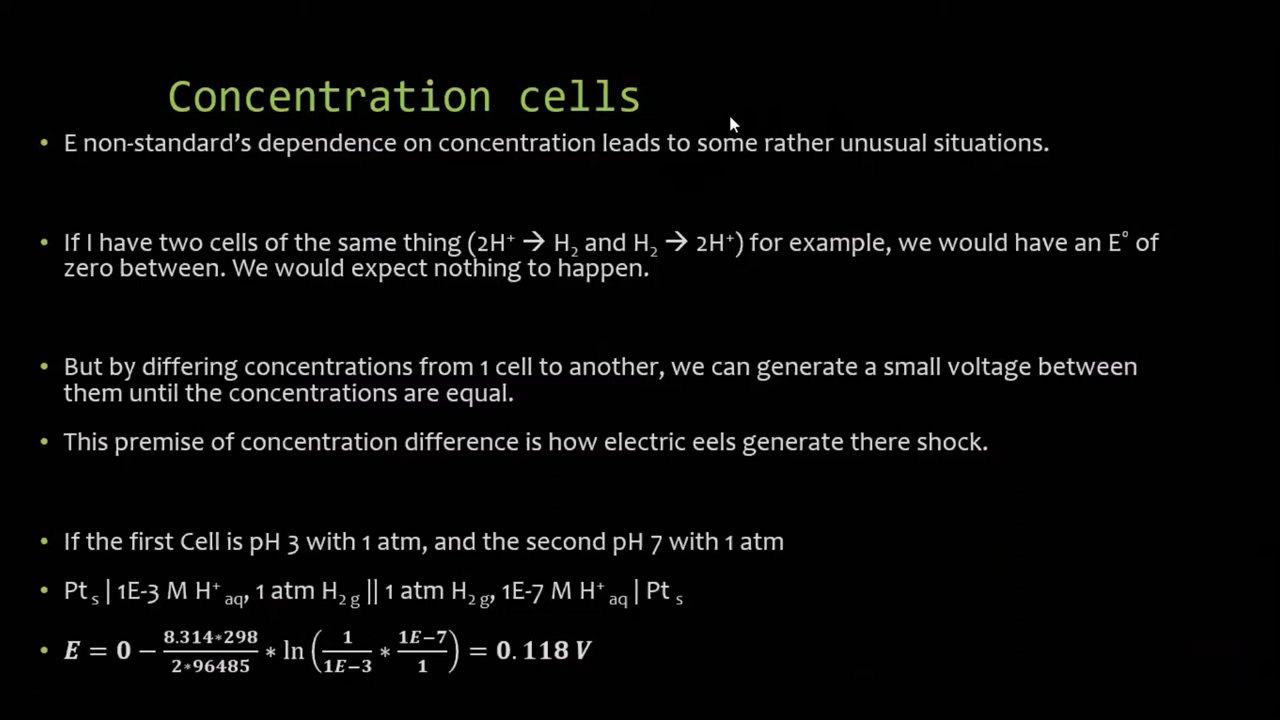 Concentration cells
• E non-standard's dependence on concentration leads to some rather unusual situations.
• If I have two cells of the same thing (2H⁺ → H₂ and H₂ → 2H⁺) for example, we would have an E° of
zero between. We would expect nothing to happen.
• But by differing concentrations from 1 cell to another, we can generate a small voltage between
them until the concentrations are equal.
• This premise of concentration difference is how electric eels generate there shock.
• If the first Cell is pH 3 with 1 atm, and the second pH 7 with 1 atm
• Pt ₛ | 1E-3 M H⁺ aq, 1 atm H₂ g || 1 atm H₂ g, 1E-7 M H⁺ aq | Pt ₛ
• E = 0 − (8.314*298)/(2*96485) * ln(1/(1E−3) * (1E−7)/1) = 0.118 V